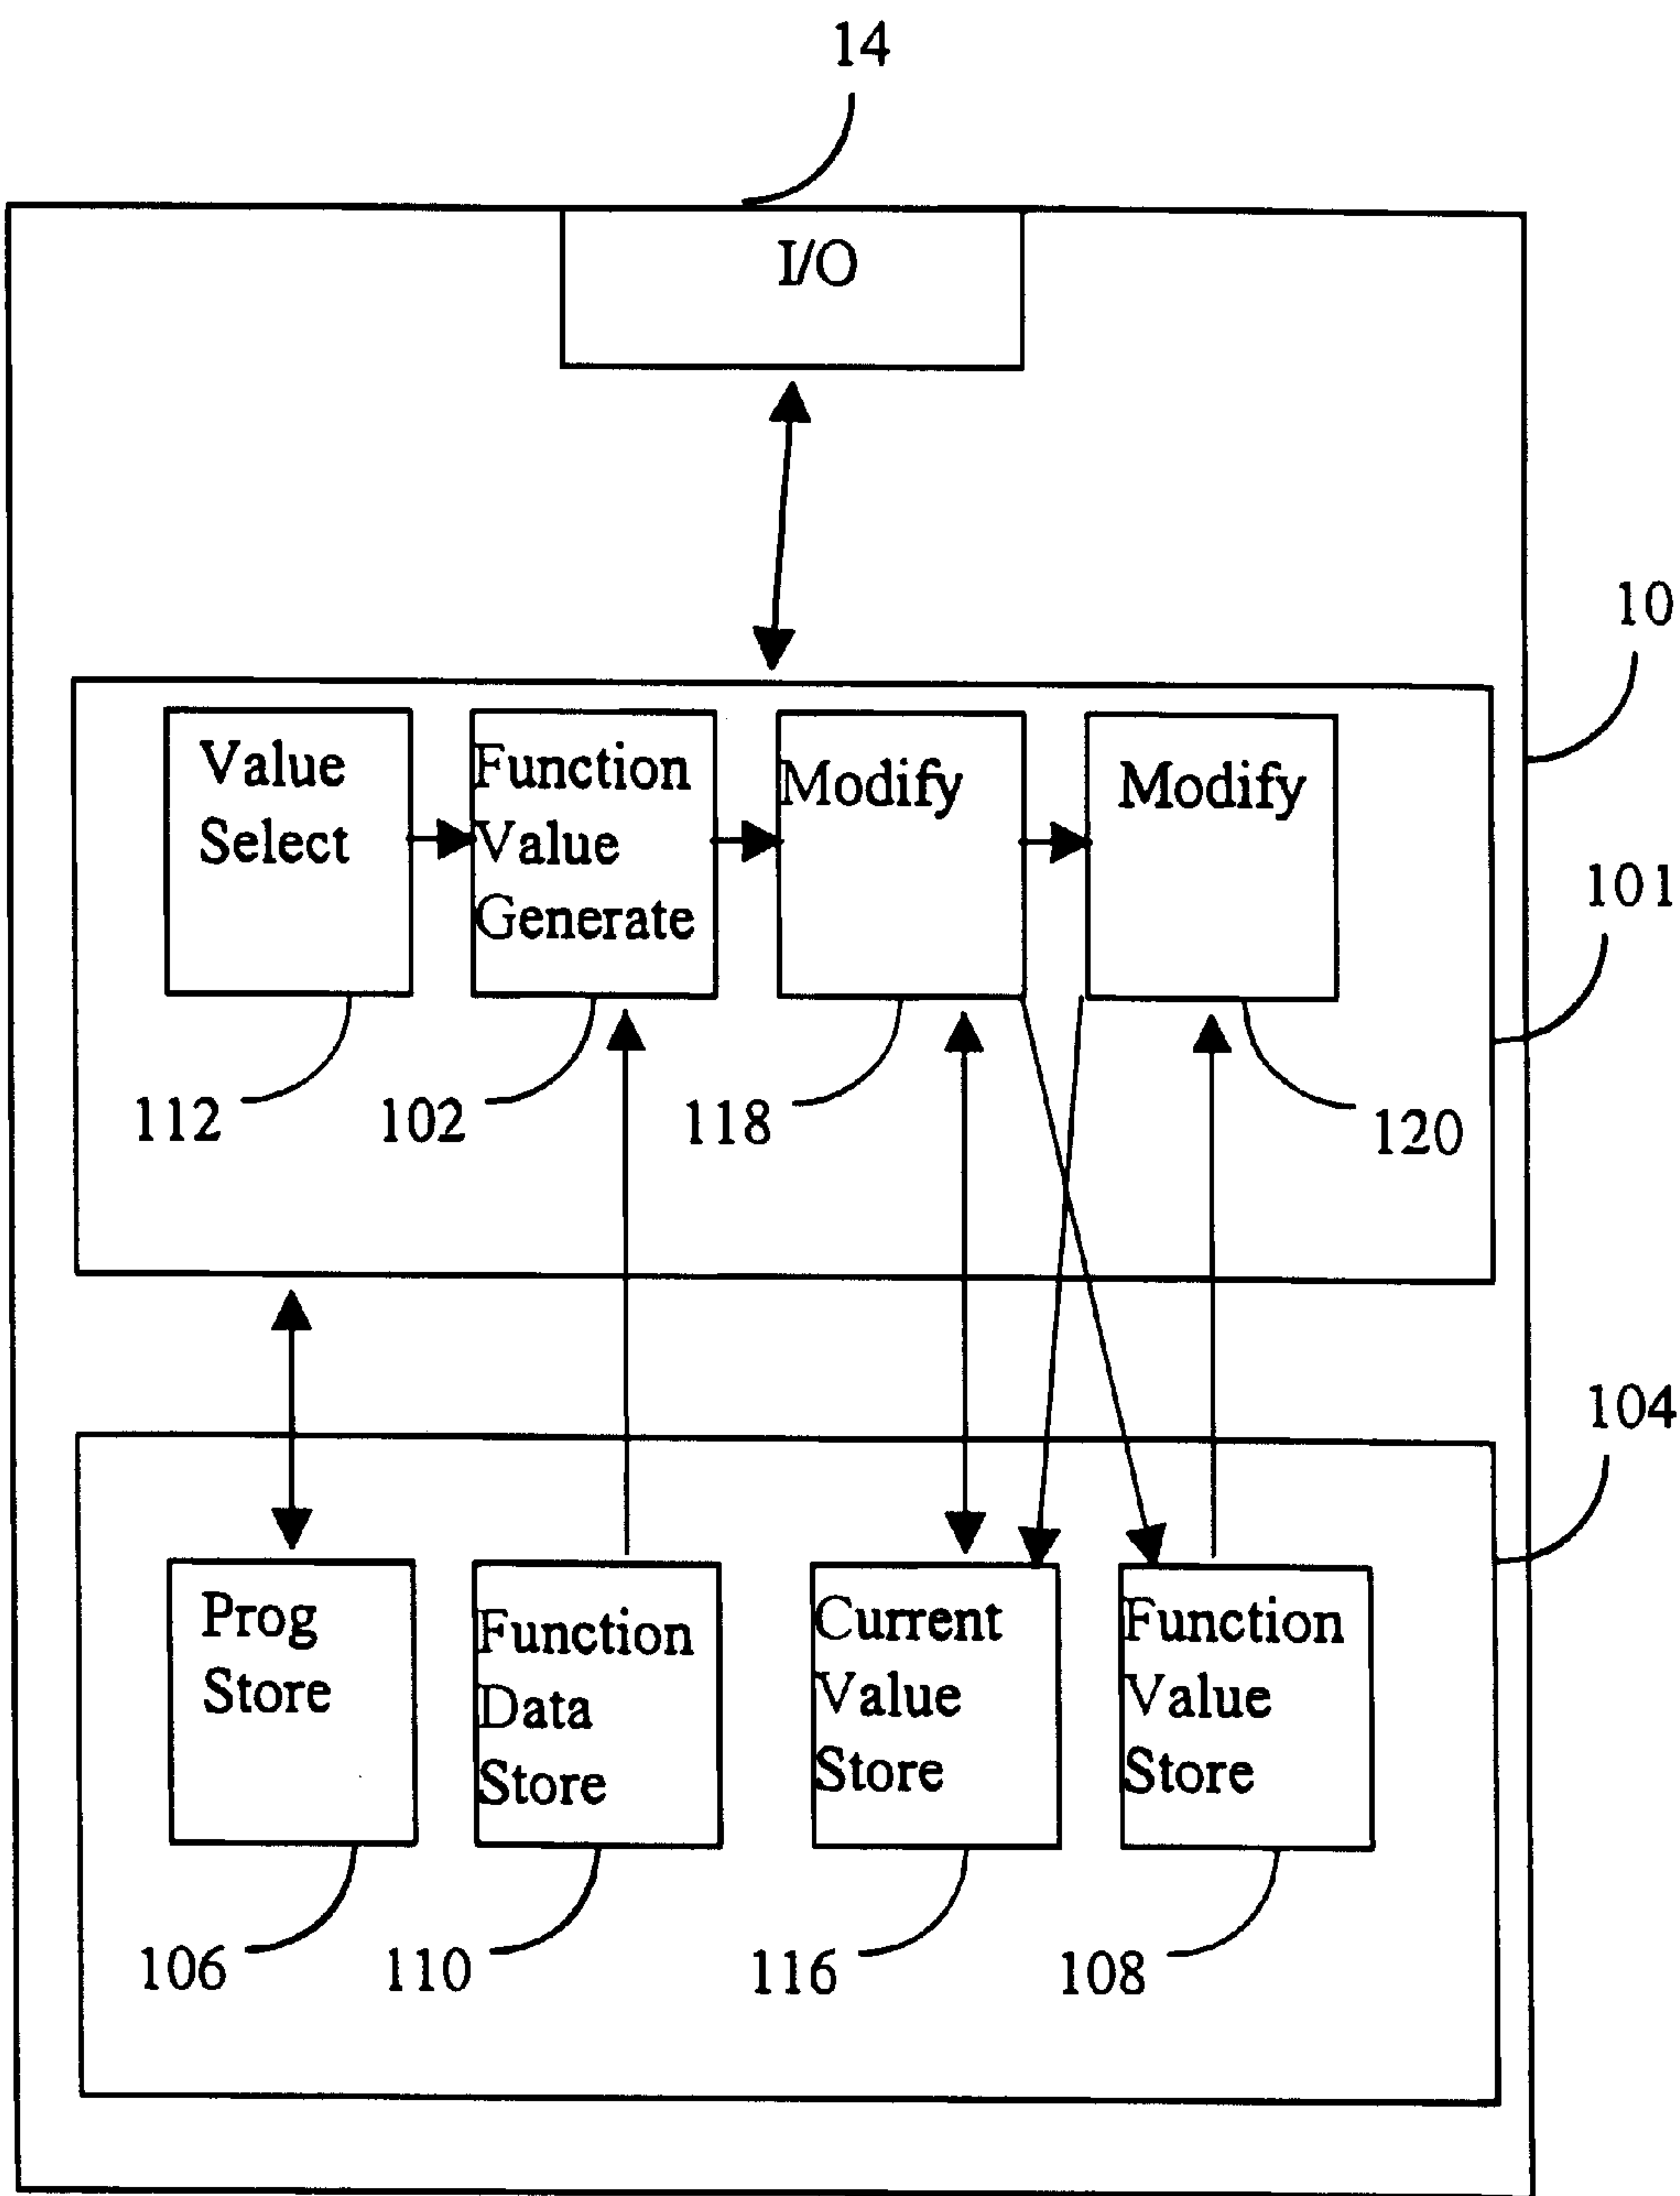 14
I/O
10
Value
Select
Function
Value
Generate
Modify
Modify
101
112
102
118
120
104
Prog
Store
Function
Data
Store
Current
Value
Store
Function
Value
Store
106
110
116
108